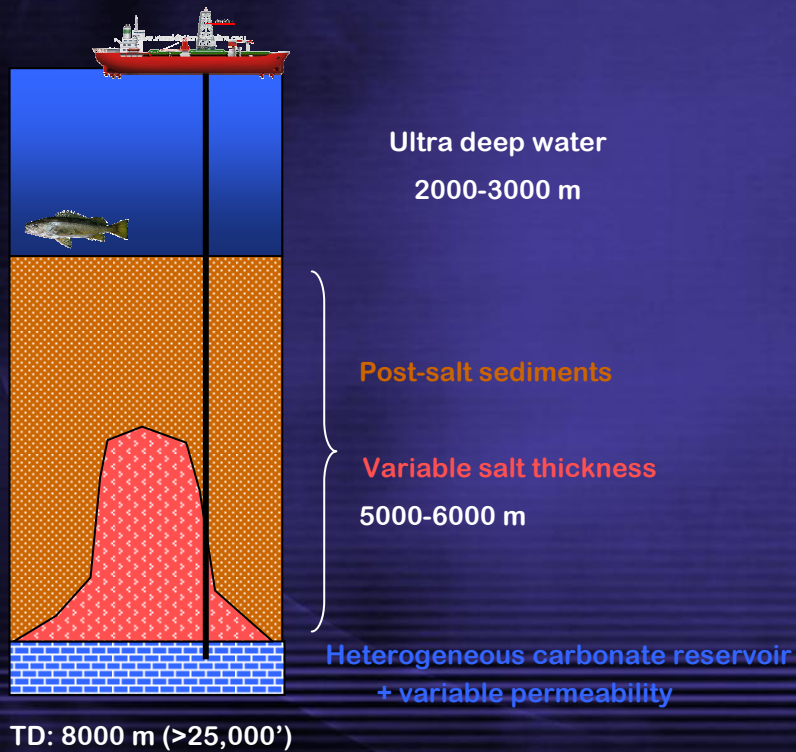 Ultra deep water
2000-3000 m
Post-salt sediments
Variable salt thickness
5000-6000 m
Heterogeneous carbonate reservoir
+ variable permeability
TD: 8000 m (>25,000’)